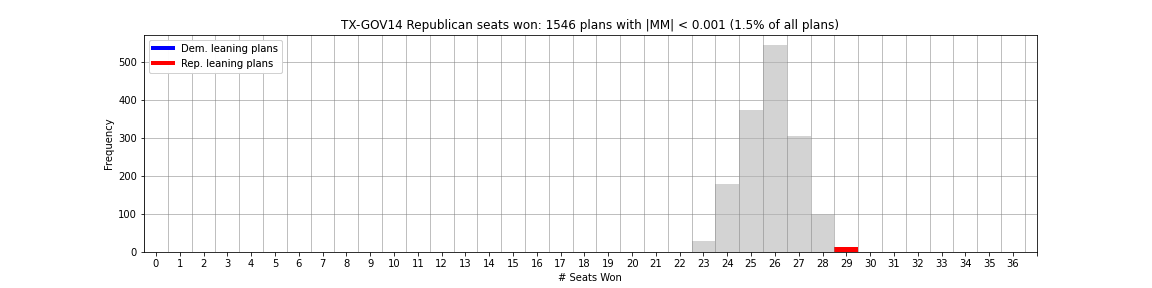 TX-GOV14 Republican seats won: 1546 plans with |MM| < 0.001 (1.5% of all plans)
Dem. leaning plans
Rep. leaning plans
500
400
300
200
100
0
Frequency
0 1 2 3 4 5 6 7 8 9 10 11 12 13 14 15 16 17 18 19 20 21 22 23 24 25 26 27 28 29 30 31 32 33 34 35 36
# Seats Won